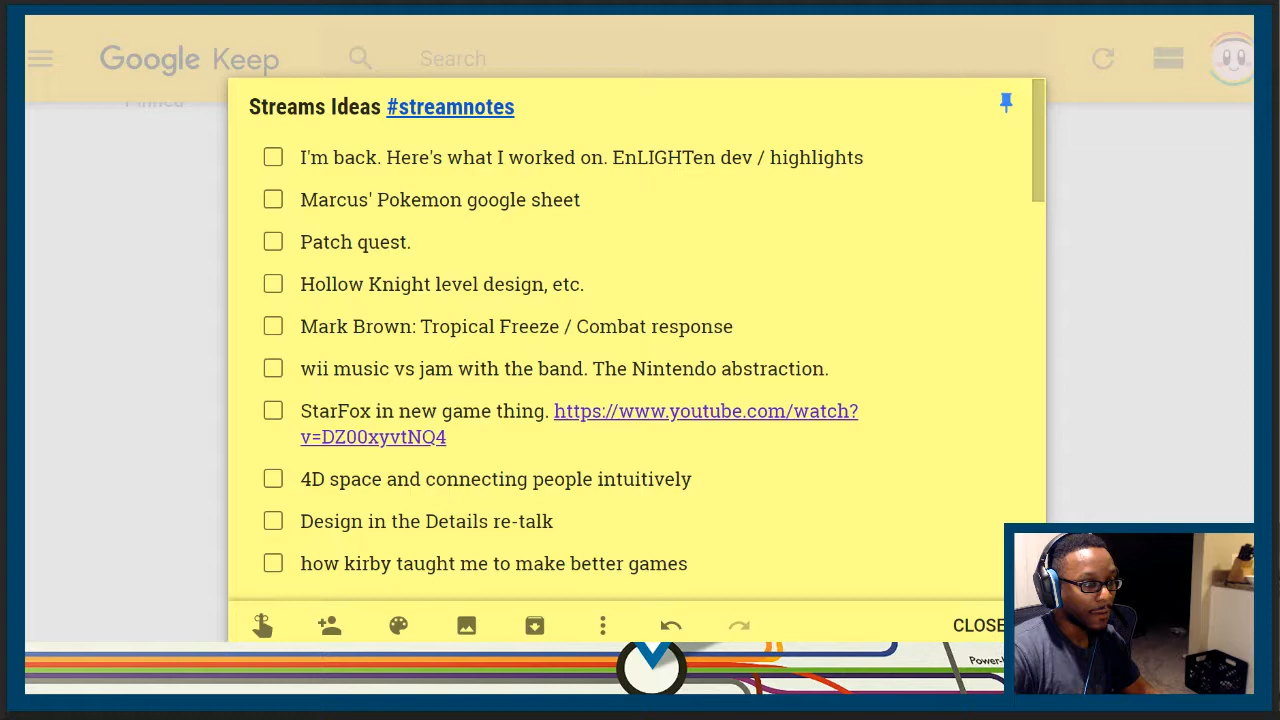 Google Keep
Search
Pinned
Streams Ideas #streamnotes
I'm back. Here's what I worked on. EnLIGHTen dev / highlights
Marcus' Pokemon google sheet
Patch quest.
Hollow Knight level design, etc.
Mark Brown: Tropical Freeze / Combat response
wii music vs jam with the band. The Nintendo abstraction.
StarFox in new game thing. https://www.youtube.com/watch?
v=DZ00xyvtNQ4
4D space and connecting people intuitively
Design in the Details re-talk
how kirby taught me to make better games
CLOSE